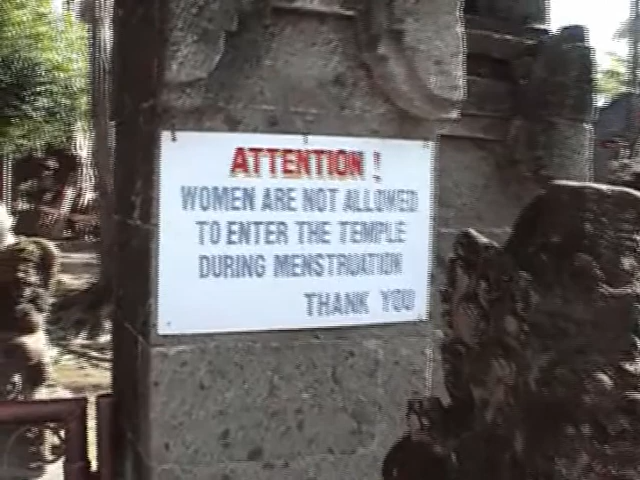 ATTENTION !
WOMEN ARE NOT ALLOWED
TO ENTER THE TEMPLE
DURING MENSTRUATION
THANK YOU